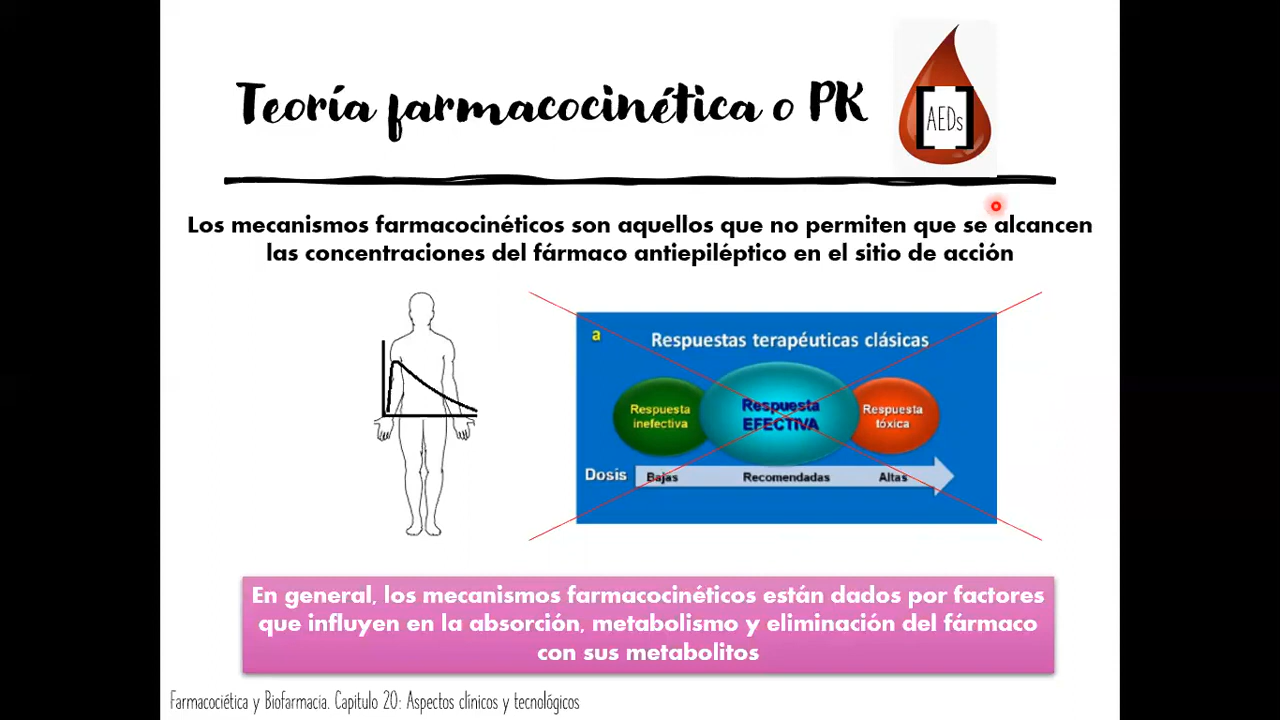 Teoría farmacocinética o PK
[AEDs]
Los mecanismos farmacocinéticos son aquellos que no permiten que se alcancen
las concentraciones del fármaco antiepiléptico en el sitio de acción
a
Respuestas terapéuticas clásicas
Respuesta
inefectiva
Respuesta
EFECTIVA
Respuesta
tóxica
Dosis Bajas Recomendadas Altas
En general, los mecanismos farmacocinéticos están dados por factores
que influyen en la absorción, metabolismo y eliminación del fármaco
con sus metabolitos
Farmaciética y Biofarmacia. Capitulo 20: Aspectos clínicos y tecnológicos